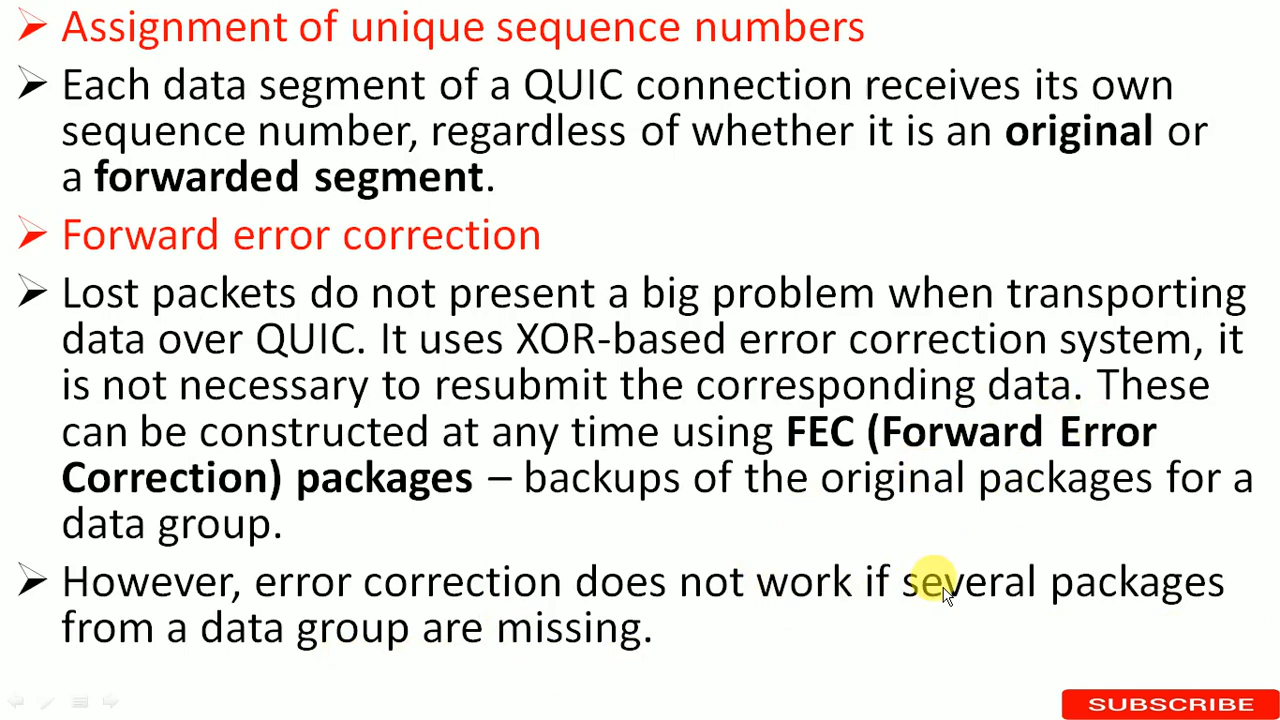 Assignment of unique sequence numbers
Each data segment of a QUIC connection receives its own
sequence number, regardless of whether it is an original or
a forwarded segment.
Forward error correction
Lost packets do not present a big problem when transporting
data over QUIC. It uses XOR-based error correction system, it
is not necessary to resubmit the corresponding data. These
can be constructed at any time using FEC (Forward Error
Correction) packages – backups of the original packages for a
data group.
However, error correction does not work if several packages
from a data group are missing.
SUBSCRIBE